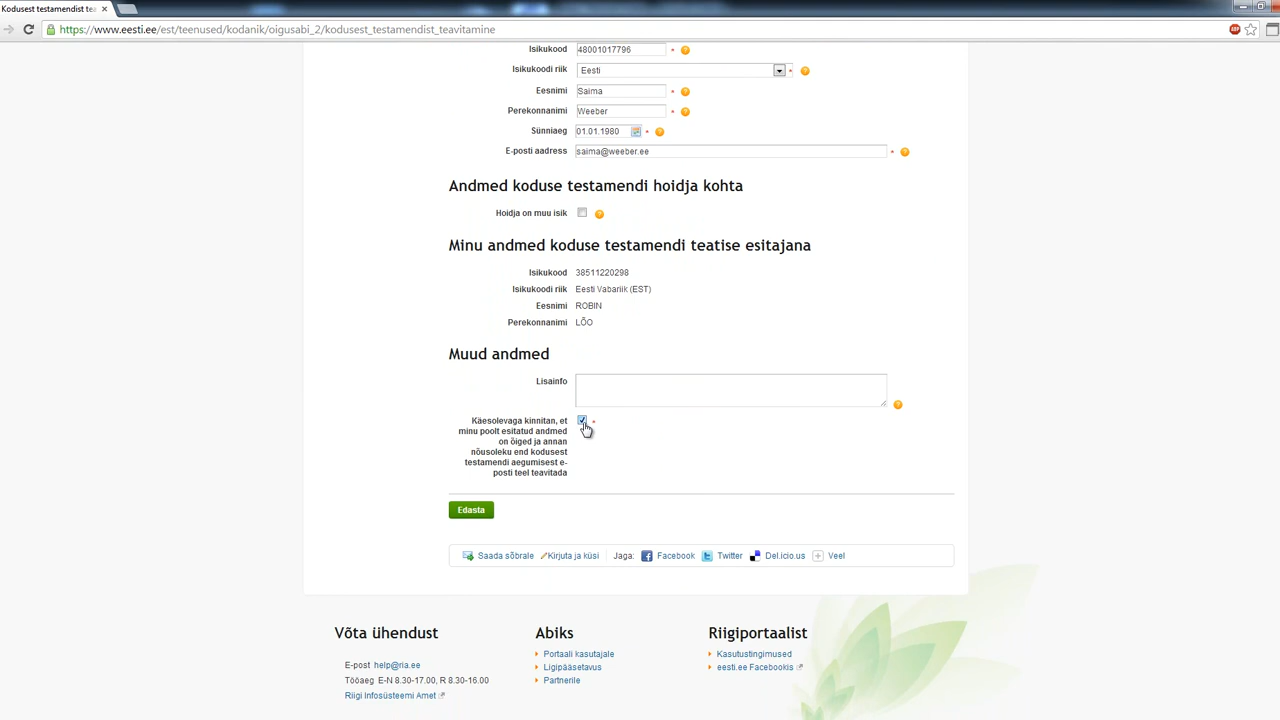 Kodusest testamendist tea
https://www.eesti.ee/est/teenused/kodanik/oigusabi_2/kodusest_testamendist_teavitamine
ABP
Isikukood 48001017796 *
Isikukoodi riik Eesti *
Eesnimi Saima *
Perekonnanimi Weeber *
Sünniaeg 01.01.1980 *
E-posti aadress saima@weeber.ee *
Andmed koduse testamendi hoidja kohta
Hoidja on muu isik
Minu andmed koduse testamendi teatise esitajana
Isikukood 38511220298
Isikukoodi riik Eesti Vabariik (EST)
Eesnimi ROBIN
Perekonnanimi LÕO
Muud andmed
Lisainfo
Käesolevaga kinnitan, et *
minu poolt esitatud andmed
on õiged ja annan
nõusoleku end kodusest
testamendi aegumisest e-
posti teel teavitada
Edasta
Saada sõbrale Kirjuta ja küsi Jaga: Facebook Twitter Del.icio.us Veel
Võta ühendust
E-post help@ria.ee
Tööaeg E-N 8.30-17.00, R 8.30-16.00
Riigi Infosüsteemi Amet
Abiks
Portaali kasutajale
Ligipääsetavus
Partnerile
Riigiportaalist
Kasutustingimused
eesti.ee Facebookis